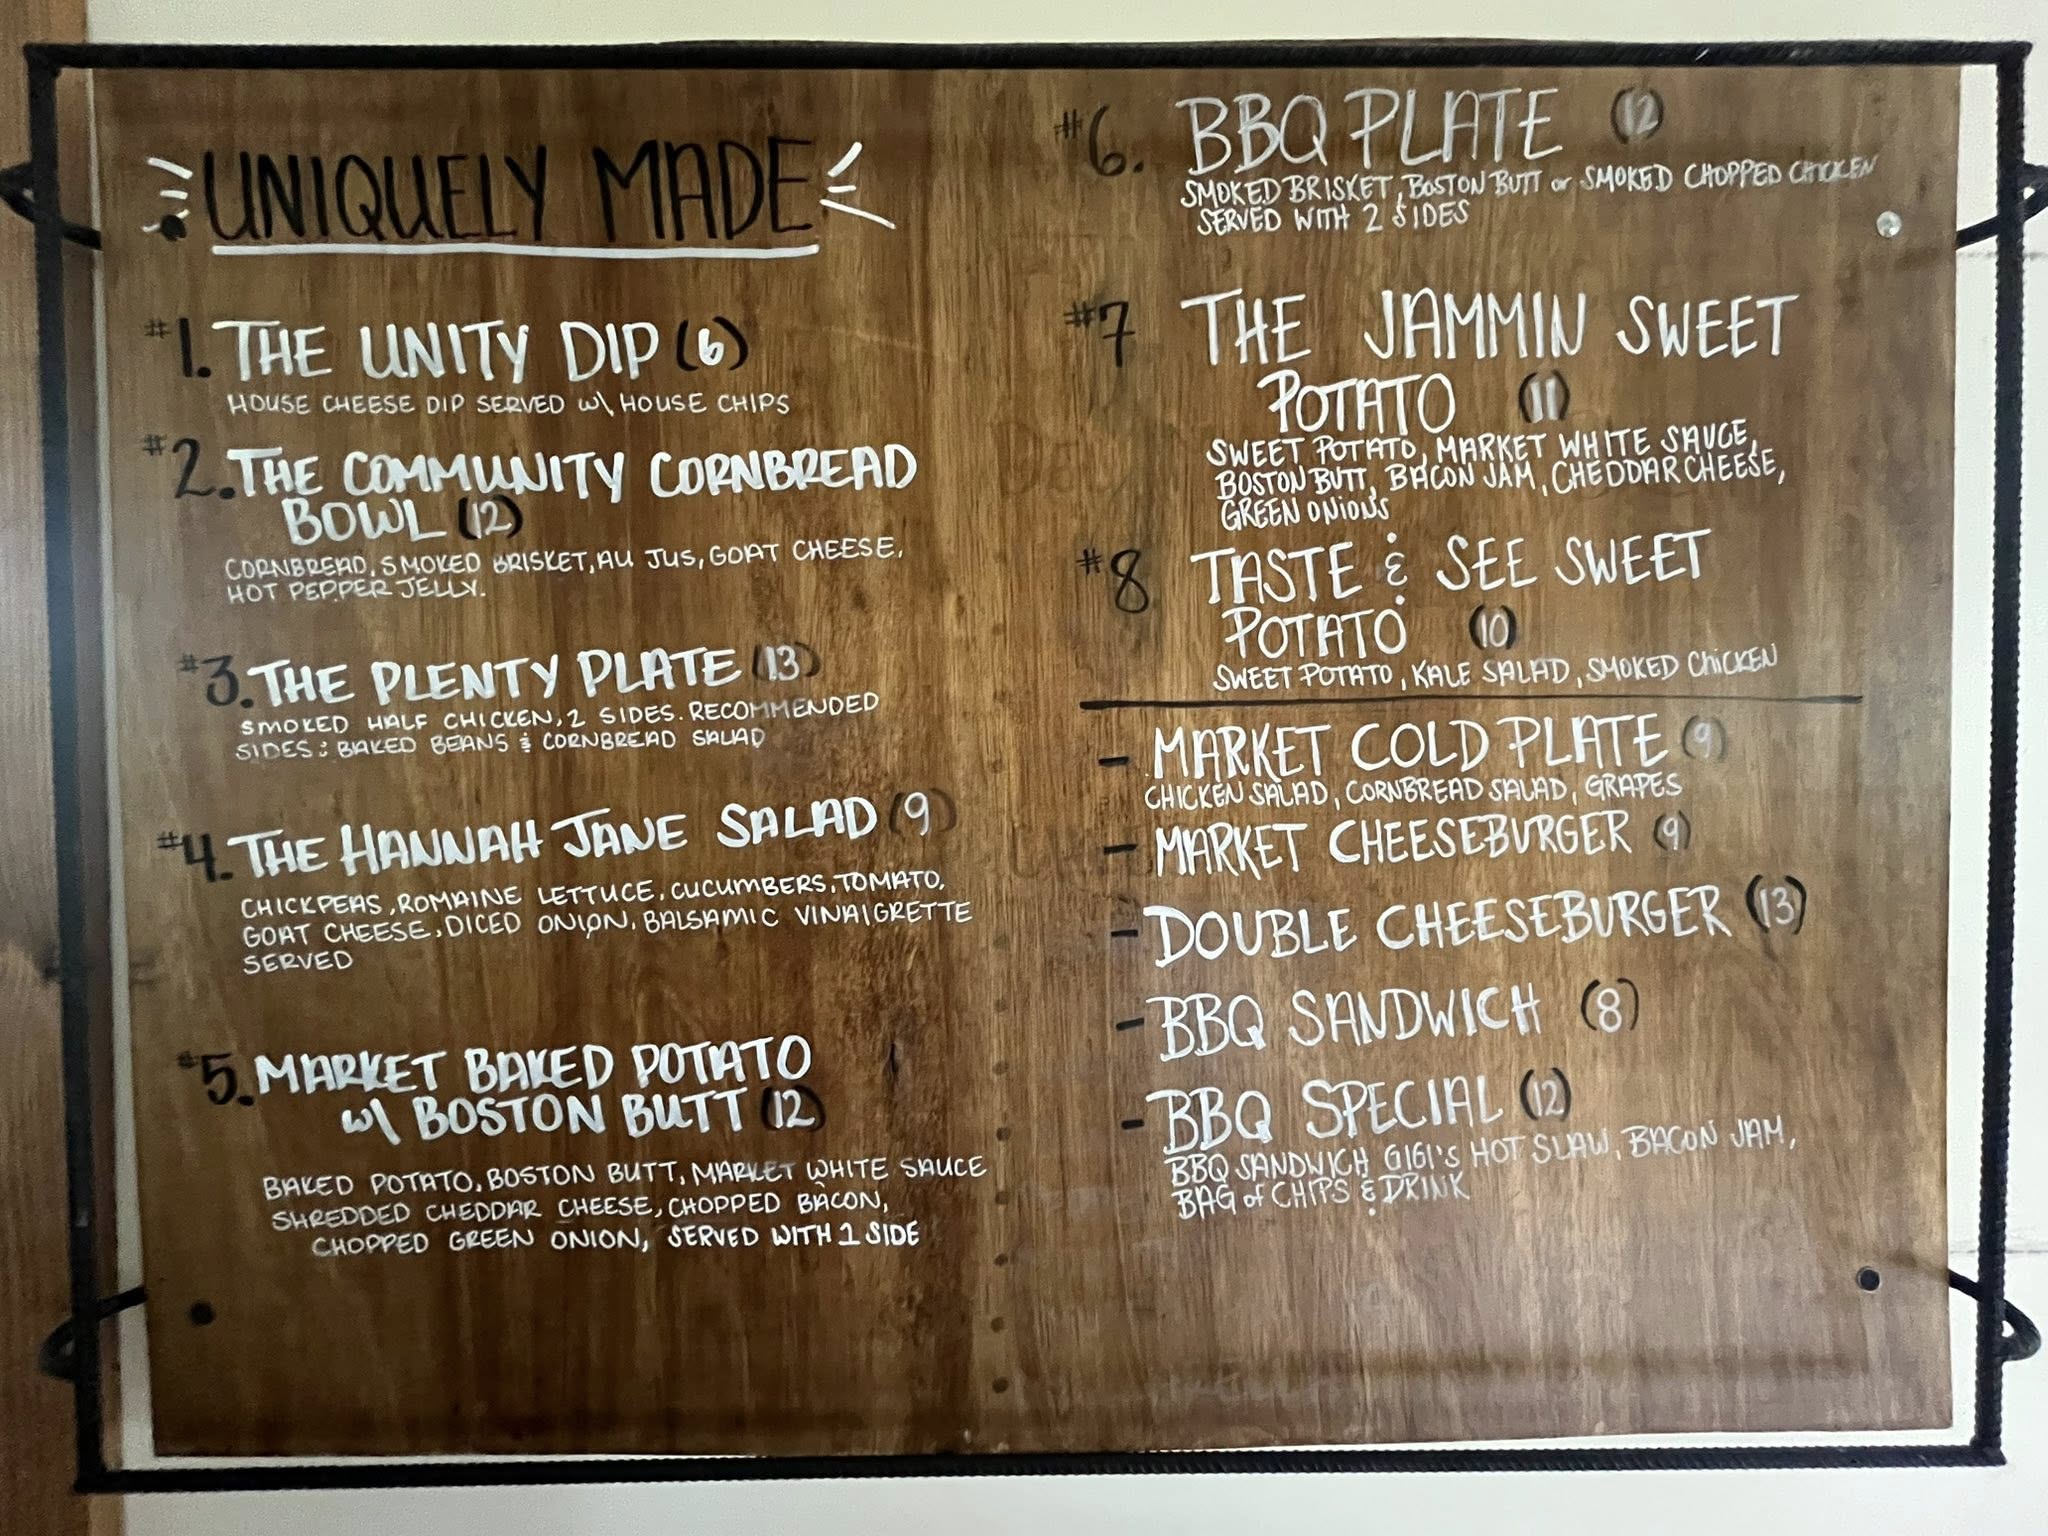 UNIQUELY MADE
#1. THE UNITY DIP (6)
HOUSE CHEESE DIP SERVED w\ HOUSE CHIPS
#2. THE COMMUNITY CORNBREAD
BOWL (12)
CORNBREAD, SMOKED BRISKET, AU JUS, GOAT CHEESE,
HOT PEPPER JELLY.
#3. THE PLENTY PLATE (13)
SMOKED HALF CHICKEN, 2 SIDES. RECOMMENDED
SIDES: BAKED BEANS & CORNBREAD SALAD
#4. THE HANNAH JANE SALAD (9)
CHICKPEAS, ROMAINE LETTUCE, CUCUMBERS, TOMATO,
GOAT CHEESE, DICED ONION, BALSAMIC VINAIGRETTE
SERVED
#5. MARKET BAKED POTATO
w\ BOSTON BUTT (12)
BAKED POTATO, BOSTON BUTT, MARKET WHITE SAUCE
SHREDDED CHEDDAR CHEESE, CHOPPED BACON,
CHOPPED GREEN ONION, SERVED WITH 1 SIDE
#6. BBQ PLATE (12)
SMOKED BRISKET, BOSTON BUTT or SMOKED CHOPPED CHICKEN
SERVED WITH 2 SIDES
#7 THE JAMMIN SWEET
POTATO (11)
SWEET POTATO, MARKET WHITE SAUCE,
BOSTON BUTT, BACON JAM, CHEDDAR CHEESE,
GREEN ONIONS
#8 TASTE & SEE SWEET
POTATO (10)
SWEET POTATO, KALE SALAD, SMOKED CHICKEN
- MARKET COLD PLATE (9)
CHICKEN SALAD, CORNBREAD SALAD, GRAPES
- MARKET CHEESEBURGER (9)
- DOUBLE CHEESEBURGER (13)
- BBQ SANDWICH (8)
- BBQ SPECIAL (12)
BBQ SANDWICH, GIGI'S HOT SLAW, BACON JAM,
BAG of CHIPS & DRINK